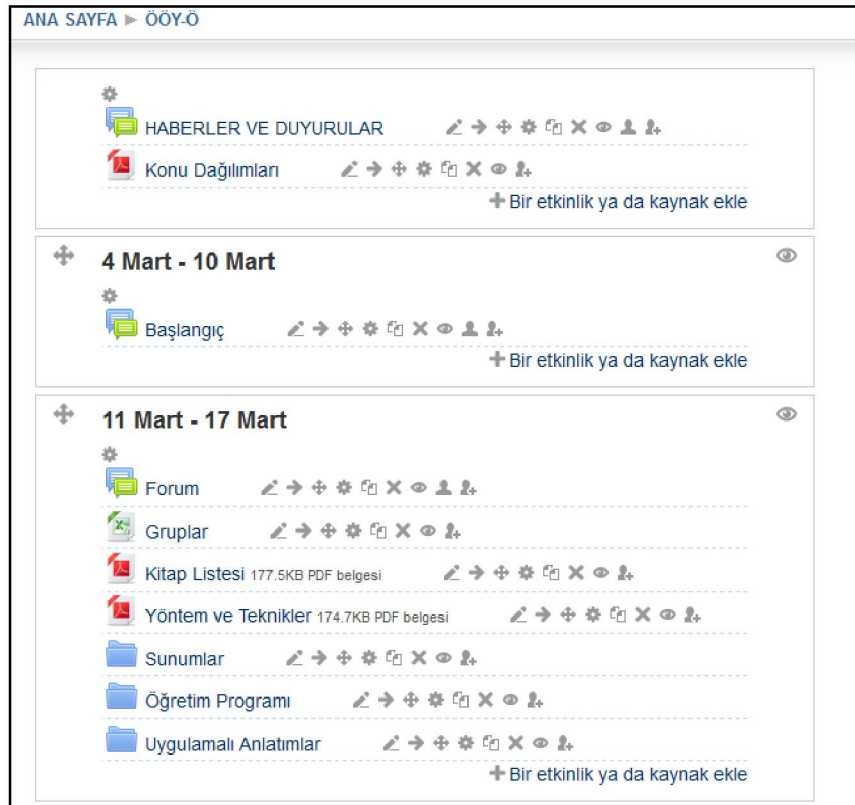 ANA SAYFA ► ÖÖY-Ö
HABERLER VE DUYURULAR
Konu Dağılımları
Bir etkinlik ya da kaynak ekle
4 Mart - 10 Mart
Başlangıç
Bir etkinlik ya da kaynak ekle
11 Mart - 17 Mart
Forum
Gruplar
Kitap Listesi 177.5KB PDF belgesi
Yöntem ve Teknikler 174.7KB PDF belgesi
Sunumlar
Öğretim Programı
Uygulamalı Anlatımlar
Bir etkinlik ya da kaynak ekle